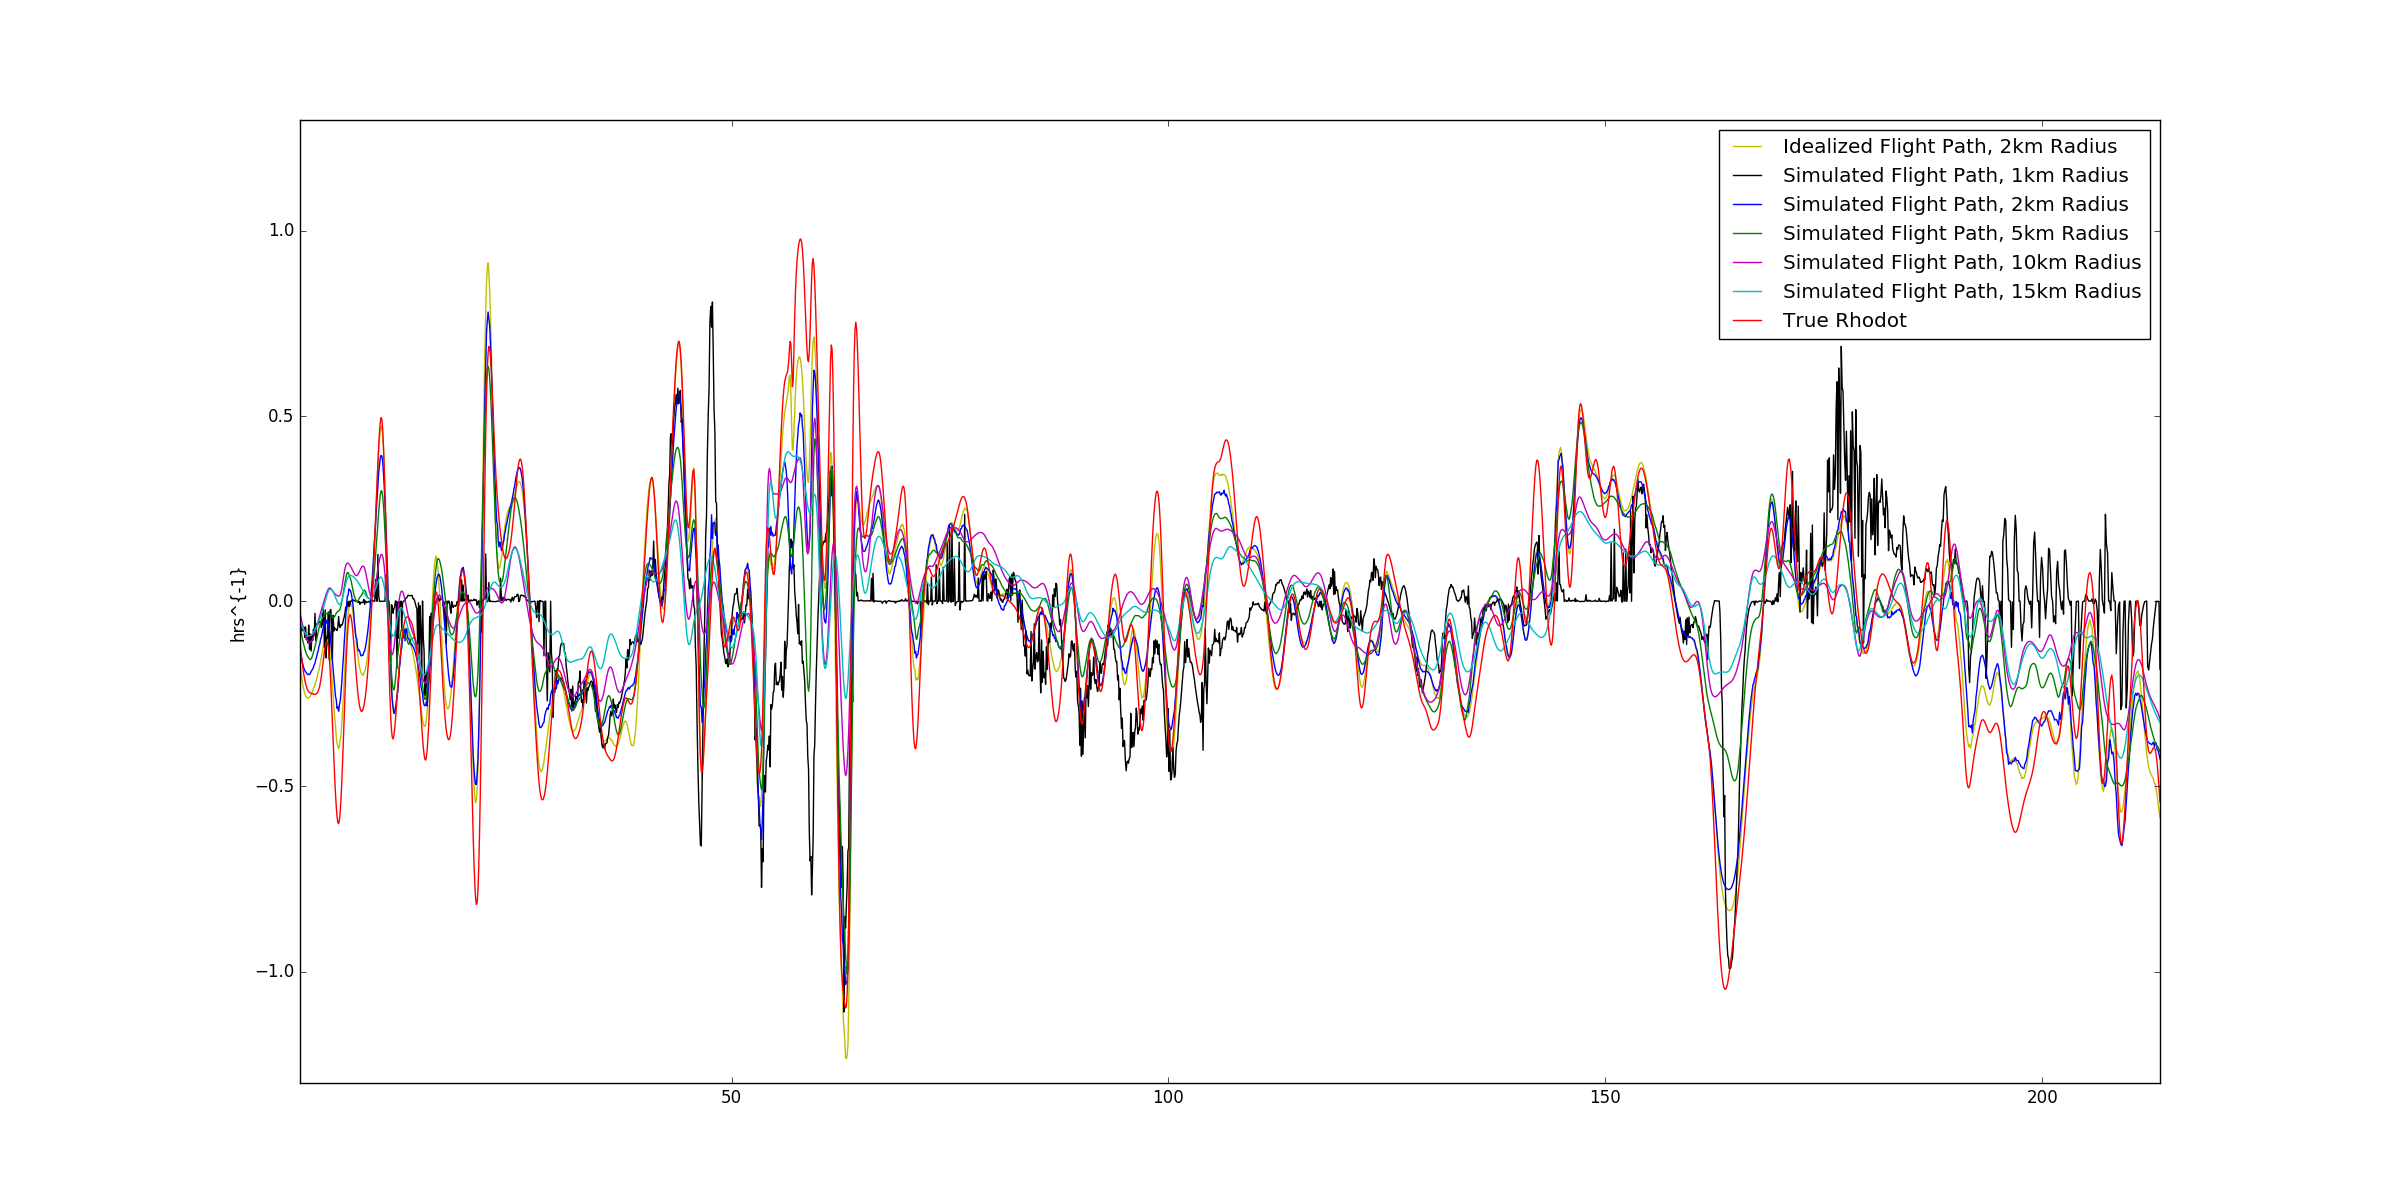 Idealized Flight Path, 2km Radius
Simulated Flight Path, 1km Radius
Simulated Flight Path, 2km Radius
Simulated Flight Path, 5km Radius
Simulated Flight Path, 10km Radius
Simulated Flight Path, 15km Radius
True Rhodot
1.0
0.5
0.0
−0.5
−1.0
hrs^{-1}
50
100
150
200